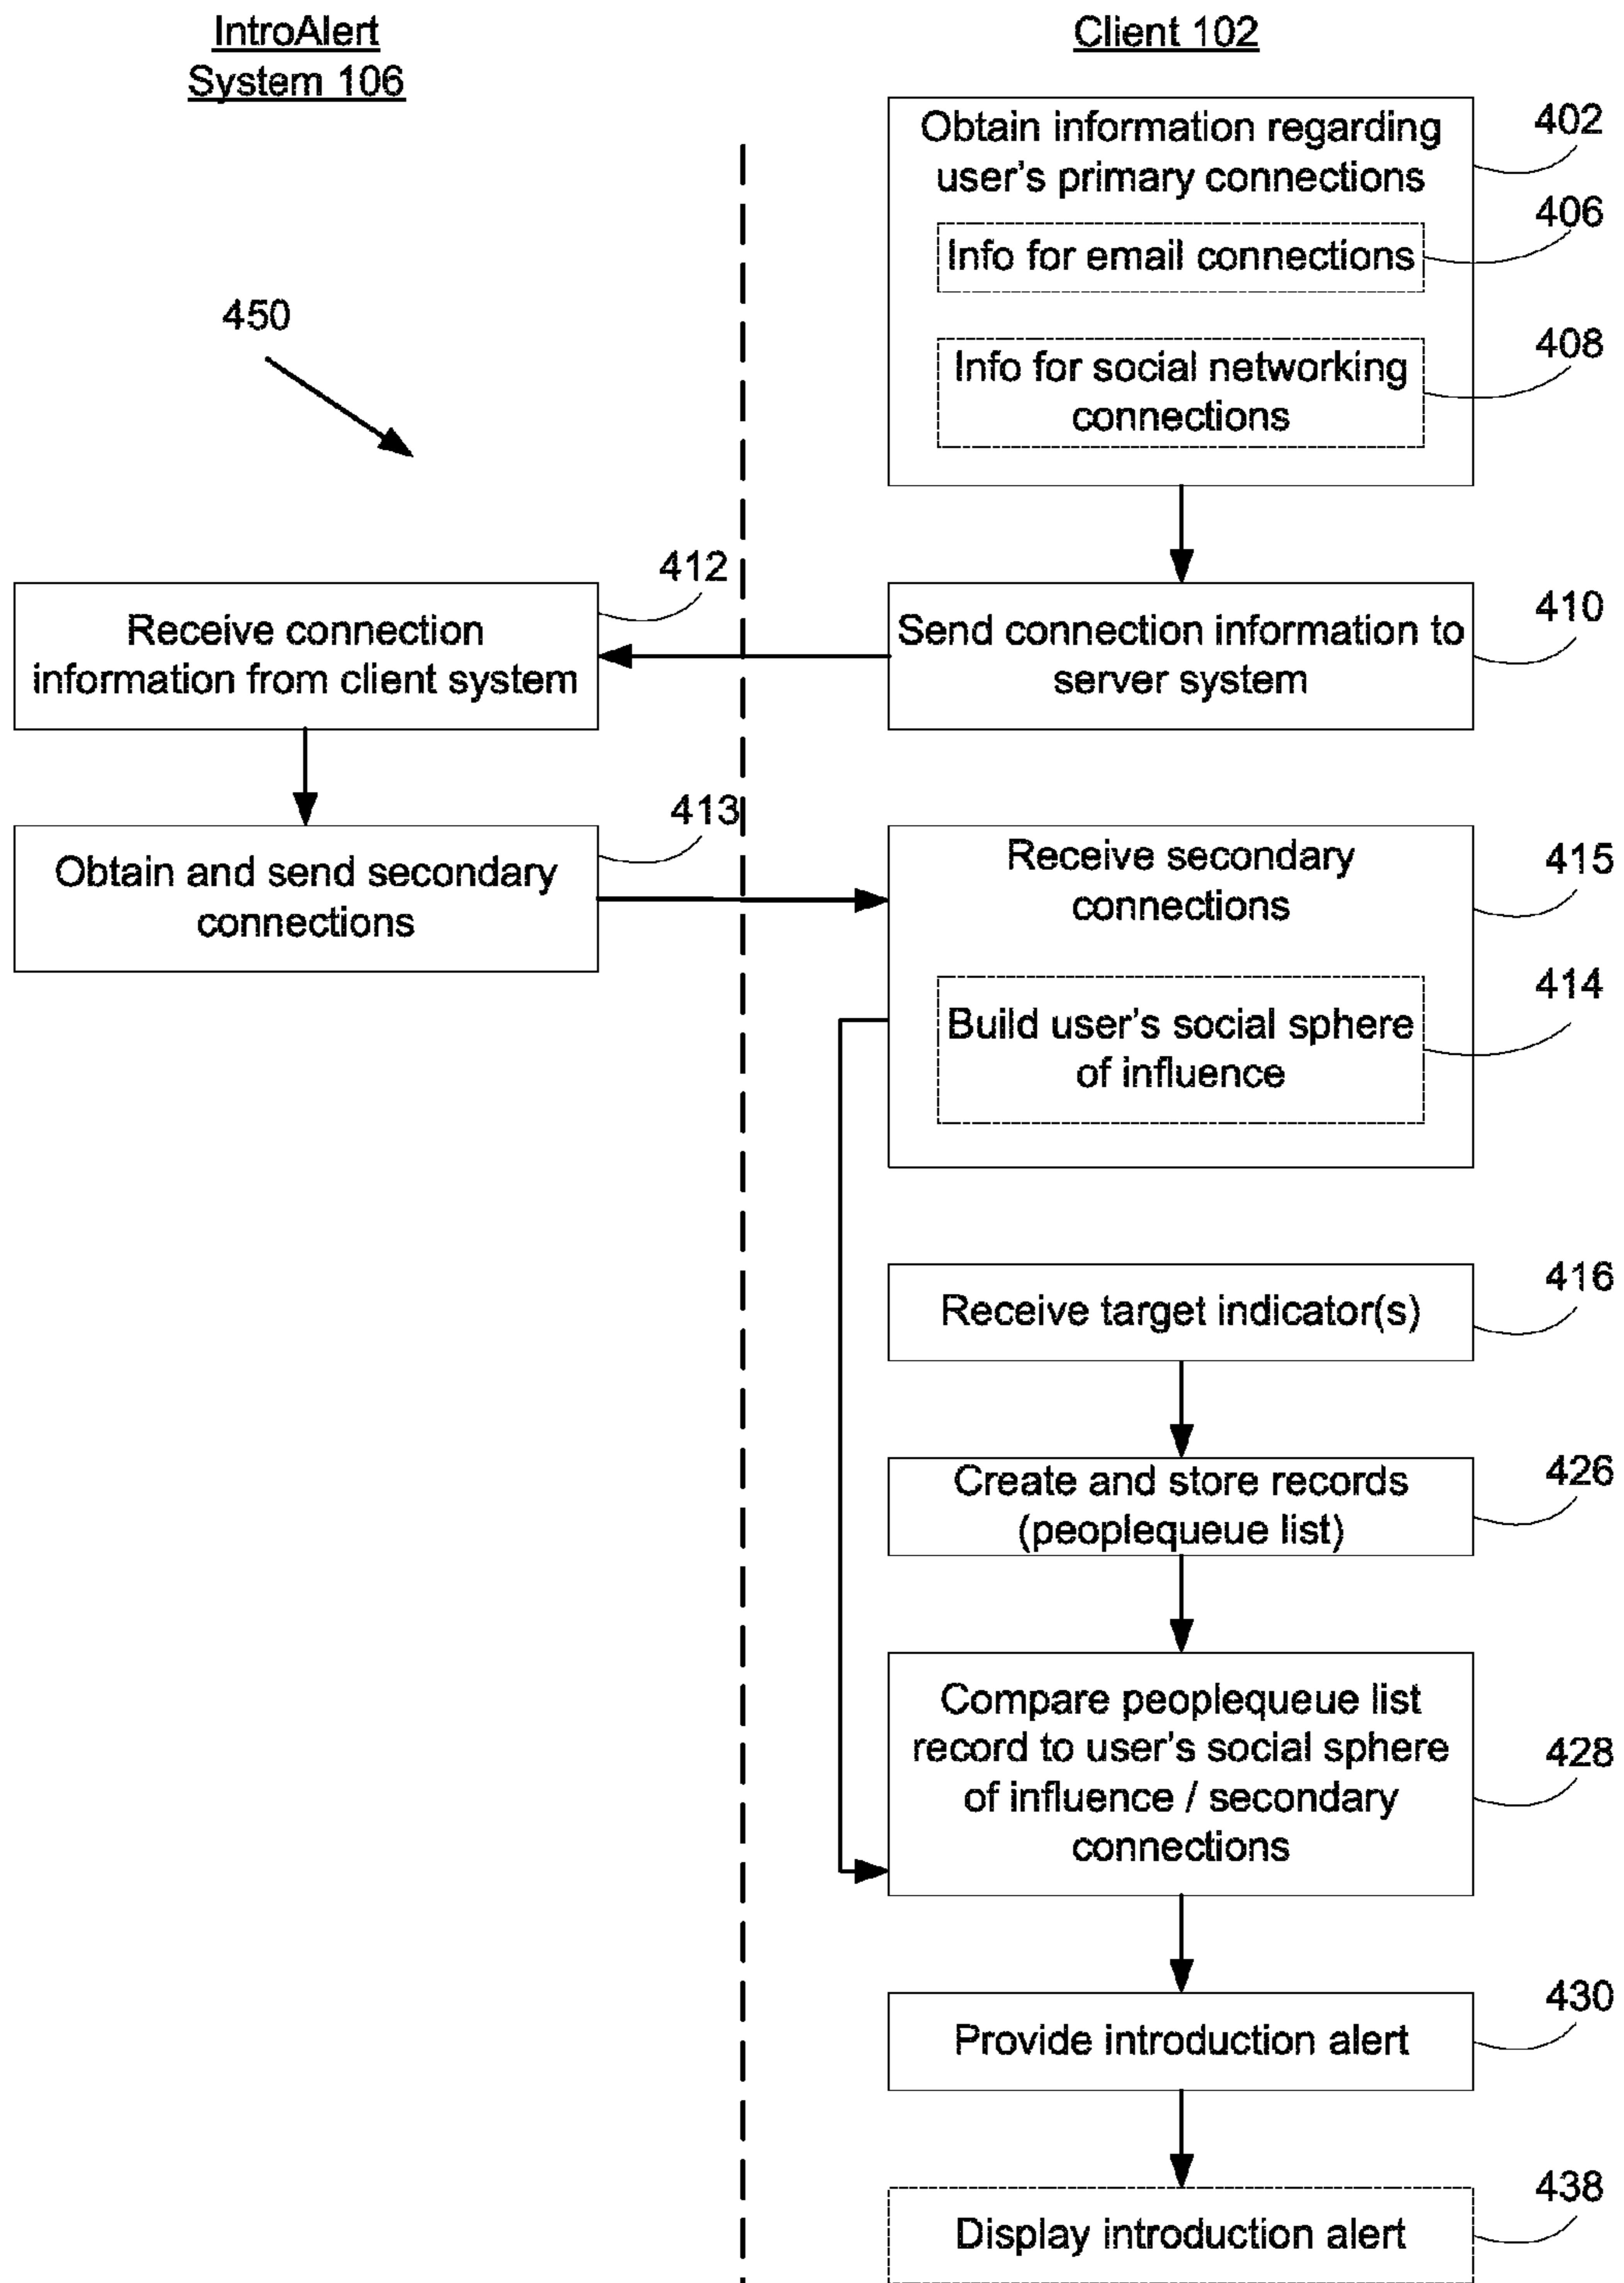 IntroAlert
System 106
Client 102
Obtain information regarding
user's primary connections
402
Info for email connections
406
Info for social networking
connections
408
450
Receive connection
information from client system
412
Send connection information to
server system
410
Obtain and send secondary
connections
413
Receive secondary
connections
415
Build user's social sphere
of influence
414
Receive target indicator(s)
416
Create and store records
(peoplequeue list)
426
Compare peoplequeue list
record to user's social sphere
of influence / secondary
connections
428
Provide introduction alert
430
Display introduction alert
438